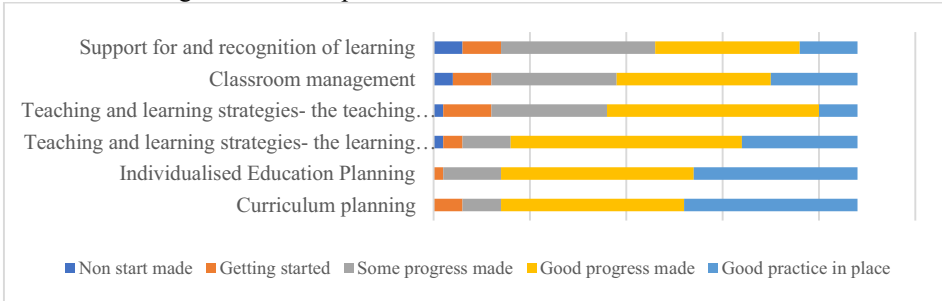 Support for and recognition of learning
Classroom management
Teaching and learning strategies- the teaching…
Teaching and learning strategies- the learning…
Individualised Education Planning
Curriculum planning
Non start made Getting started Some progress made Good progress made Good practice in place